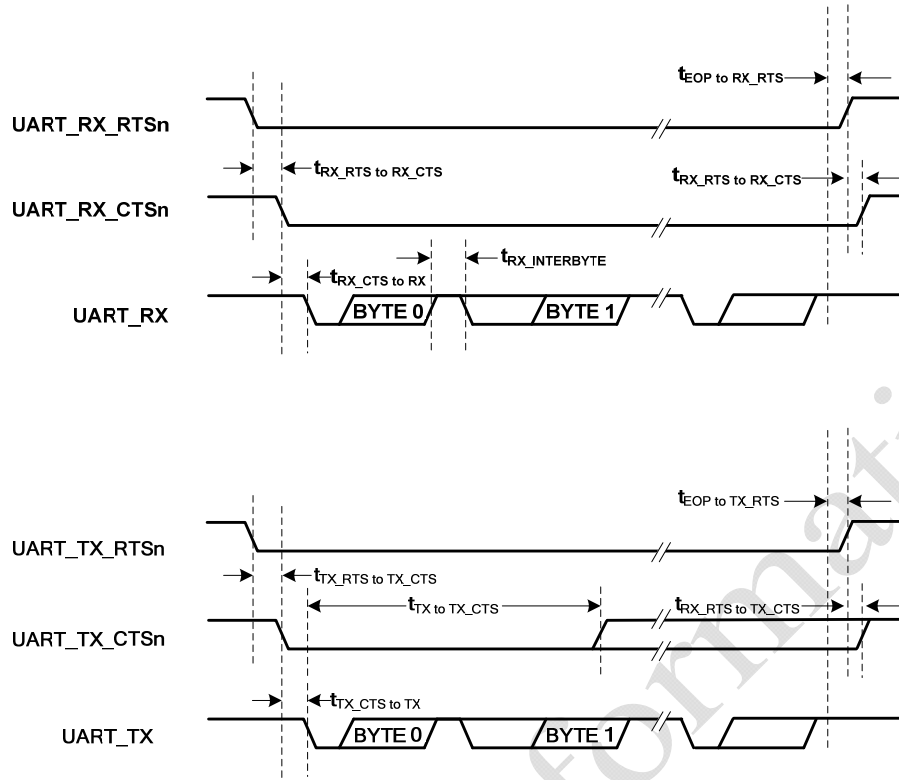 tEOP to RX_RTS
UART_RX_RTSn
tRX_RTS to RX_CTS
tRX_RTS to RX_CTS
UART_RX_CTSn
tRX_INTERBYTE
tRX_CTS to RX
UART_RX
BYTE 0
BYTE 1
tEOP to TX_RTS
UART_TX_RTSn
tTX_RTS to TX_CTS
tTX to TX_CTS
tRX_RTS to TX_CTS
UART_TX_CTSn
tTX_CTS to TX
UART_TX
BYTE 0
BYTE 1
formati